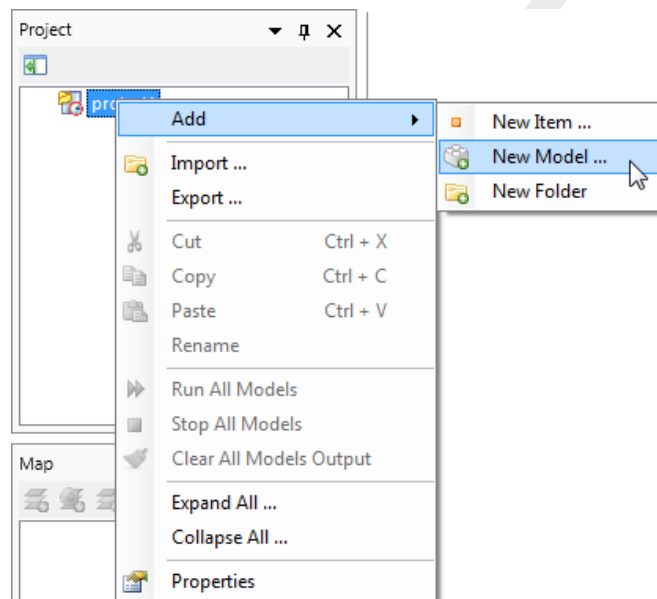 Project
Add
New Item ...
New Model ...
New Folder
Import ...
Export ...
Cut Ctrl + X
Copy Ctrl + C
Paste Ctrl + V
Rename
Run All Models
Stop All Models
Clear All Models Output
Map
Expand All ...
Collapse All ...
Properties